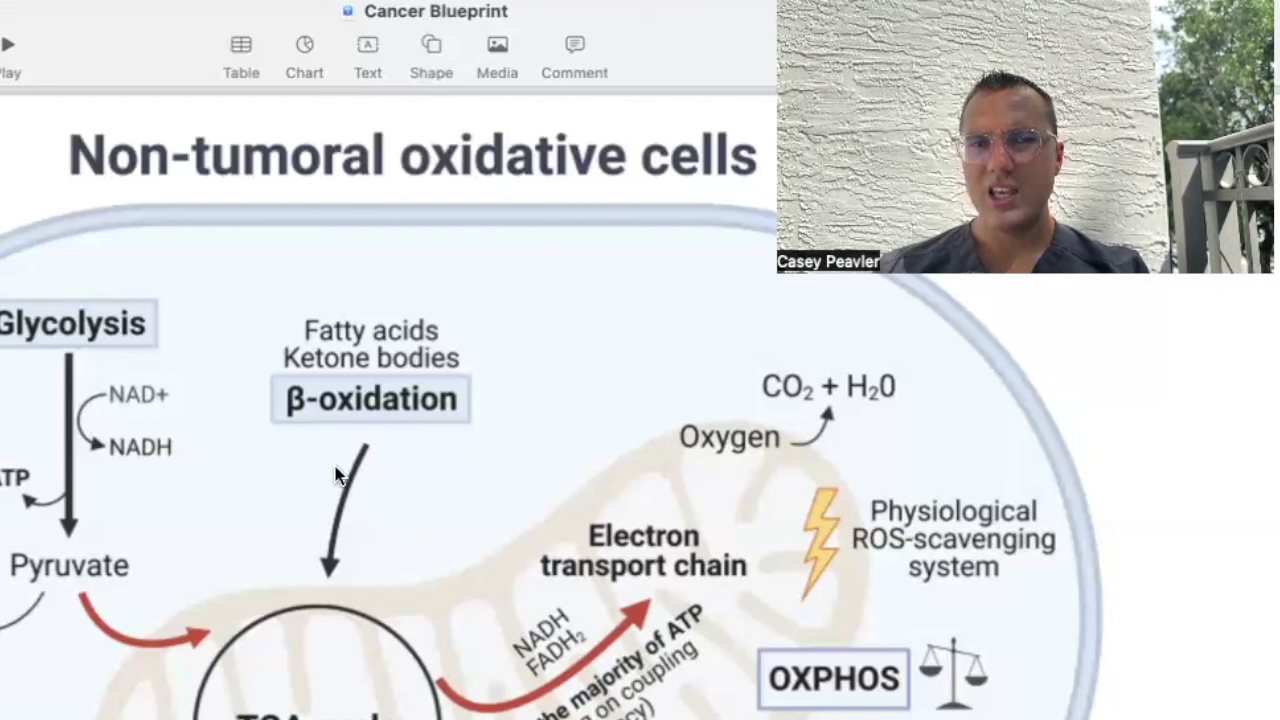 Cancer Blueprint
Play
Table
Chart
Text
Shape
Media
Comment
Casey Peavler
Non-tumoral oxidative cells
Glycolysis
NAD+
NADH
ATP
Pyruvate
Fatty acids
Ketone bodies
β-oxidation
CO₂ + H₂0
Oxygen
Electron
transport chain
Physiological
ROS-scavenging
system
NADH
FADH₂
the majority of ATP
on coupling
OXPHOS